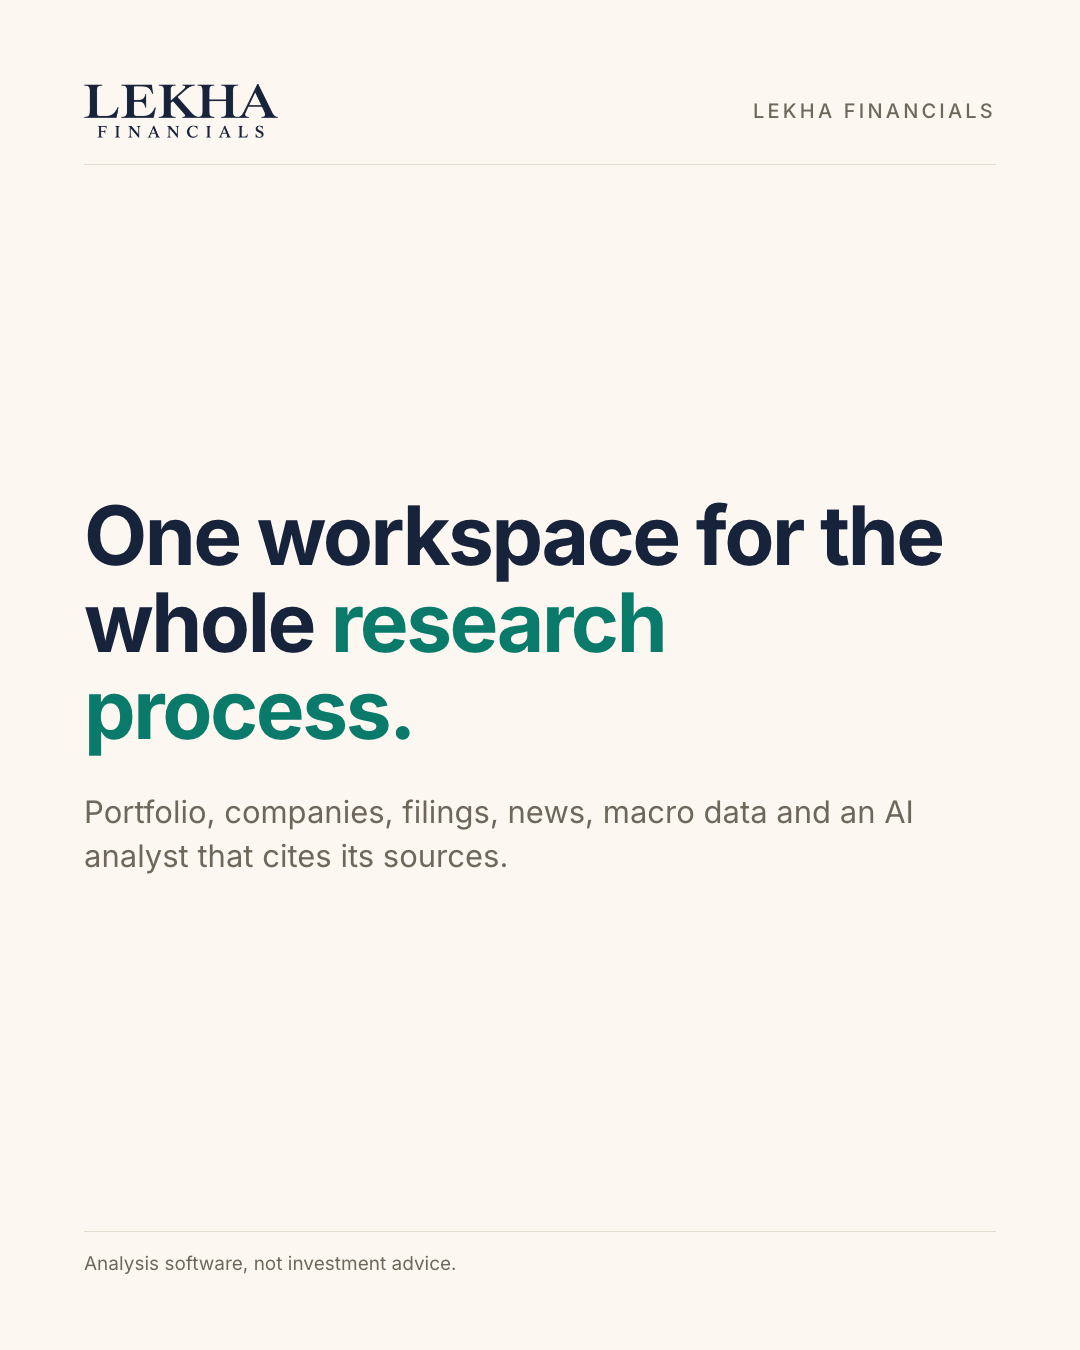 LEKHA
FINANCIALS
LEKHA FINANCIALS
One workspace for the
whole research
process.
Portfolio, companies, filings, news, macro data and an AI
analyst that cites its sources.
Analysis software, not investment advice.